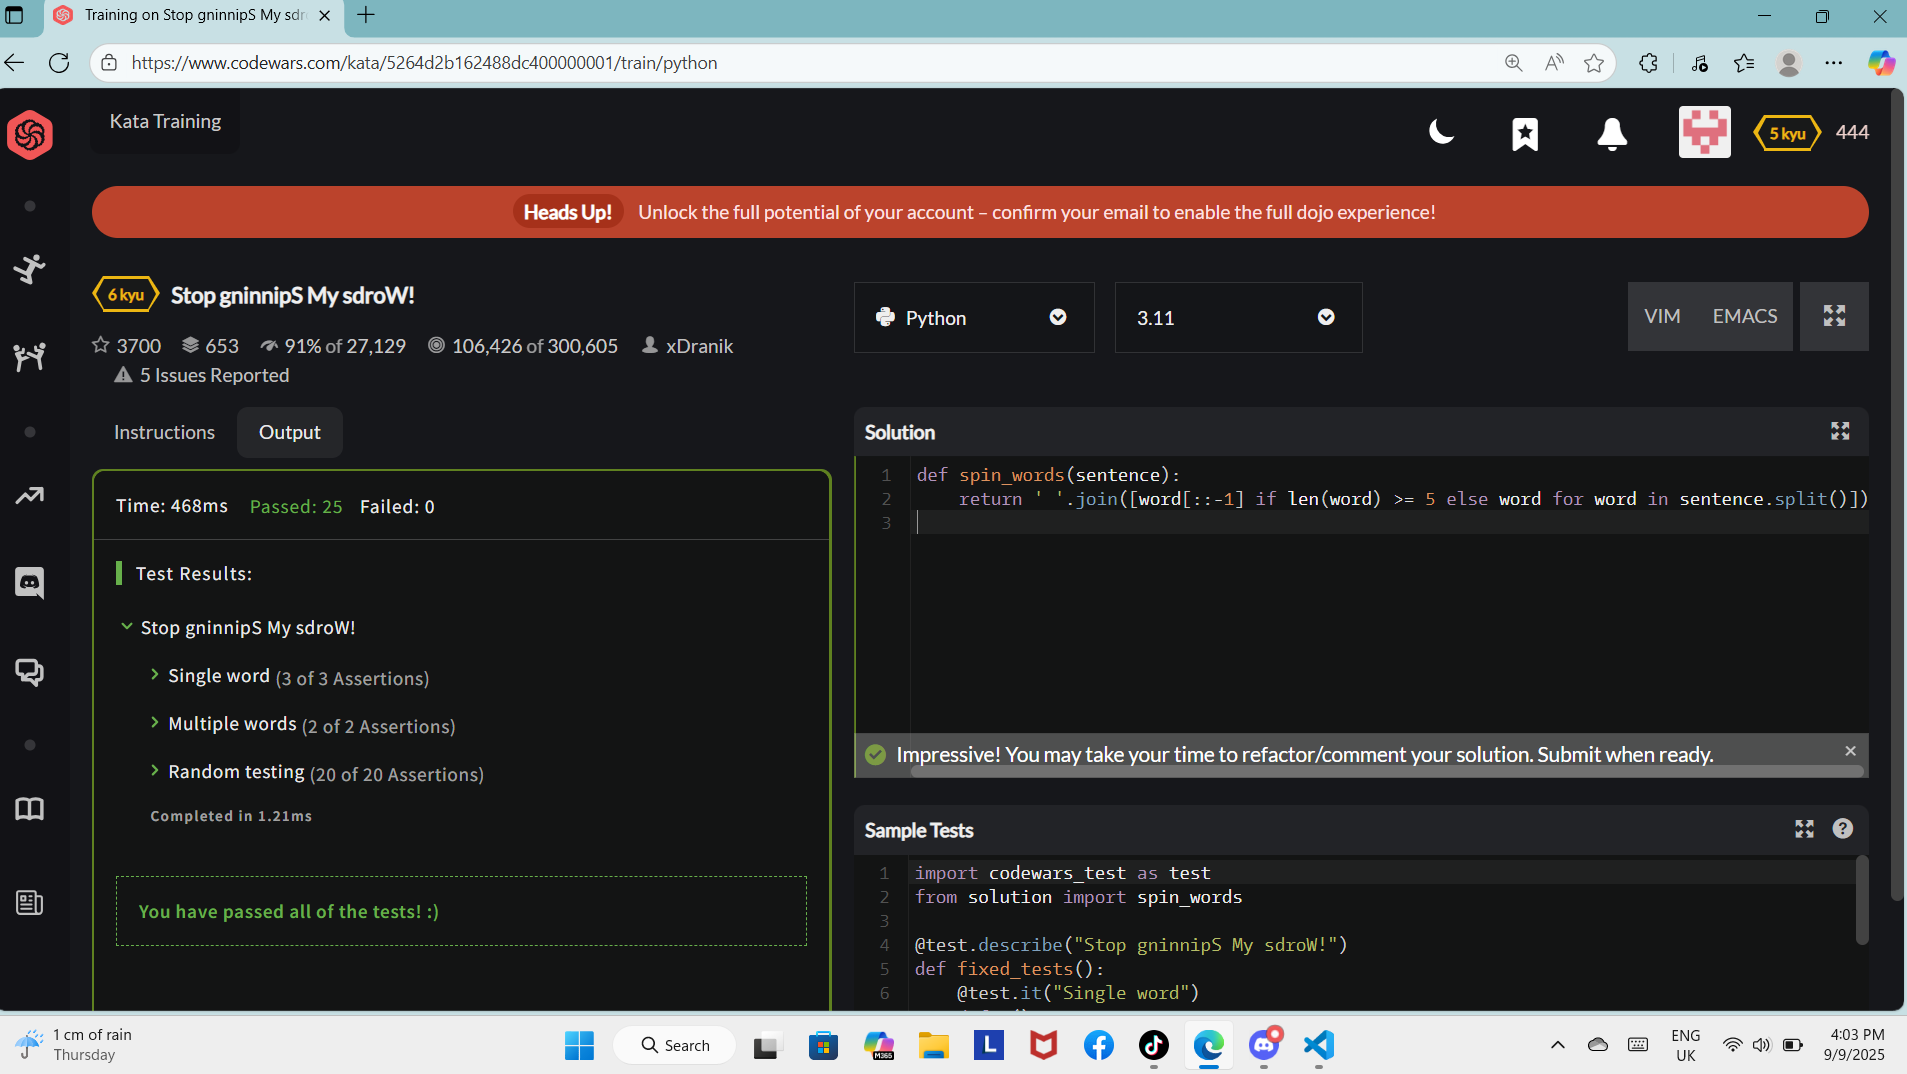 Training on Stop gninnipS My sdr
https://www.codewars.com/kata/5264d2b162488dc400000001/train/python
Kata Training
5 kyu
444
Heads Up! Unlock the full potential of your account – confirm your email to enable the full dojo experience!
6 kyu Stop gninnipS My sdroW!
3700 653 91% of 27,129 106,426 of 300,605 xDranik
5 Issues Reported
Python
3.11
VIM EMACS
Instructions Output
Time: 468ms Passed: 25 Failed: 0
Test Results:
Stop gninnipS My sdroW!
Single word (3 of 3 Assertions)
Multiple words (2 of 2 Assertions)
Random testing (20 of 20 Assertions)
Completed in 1.21ms
You have passed all of the tests! :)
Solution
1 def spin_words(sentence):
2     return ' '.join([word[::-1] if len(word) >= 5 else word for word in sentence.split()])
3
Impressive! You may take your time to refactor/comment your solution. Submit when ready.
Sample Tests
1 import codewars_test as test
2 from solution import spin_words
3
4 @test.describe("Stop gninnipS My sdroW!")
5 def fixed_tests():
6     @test.it("Single word")
1 cm of rain
Thursday
Search
M365
L
ENG
UK
4:03 PM
9/9/2025